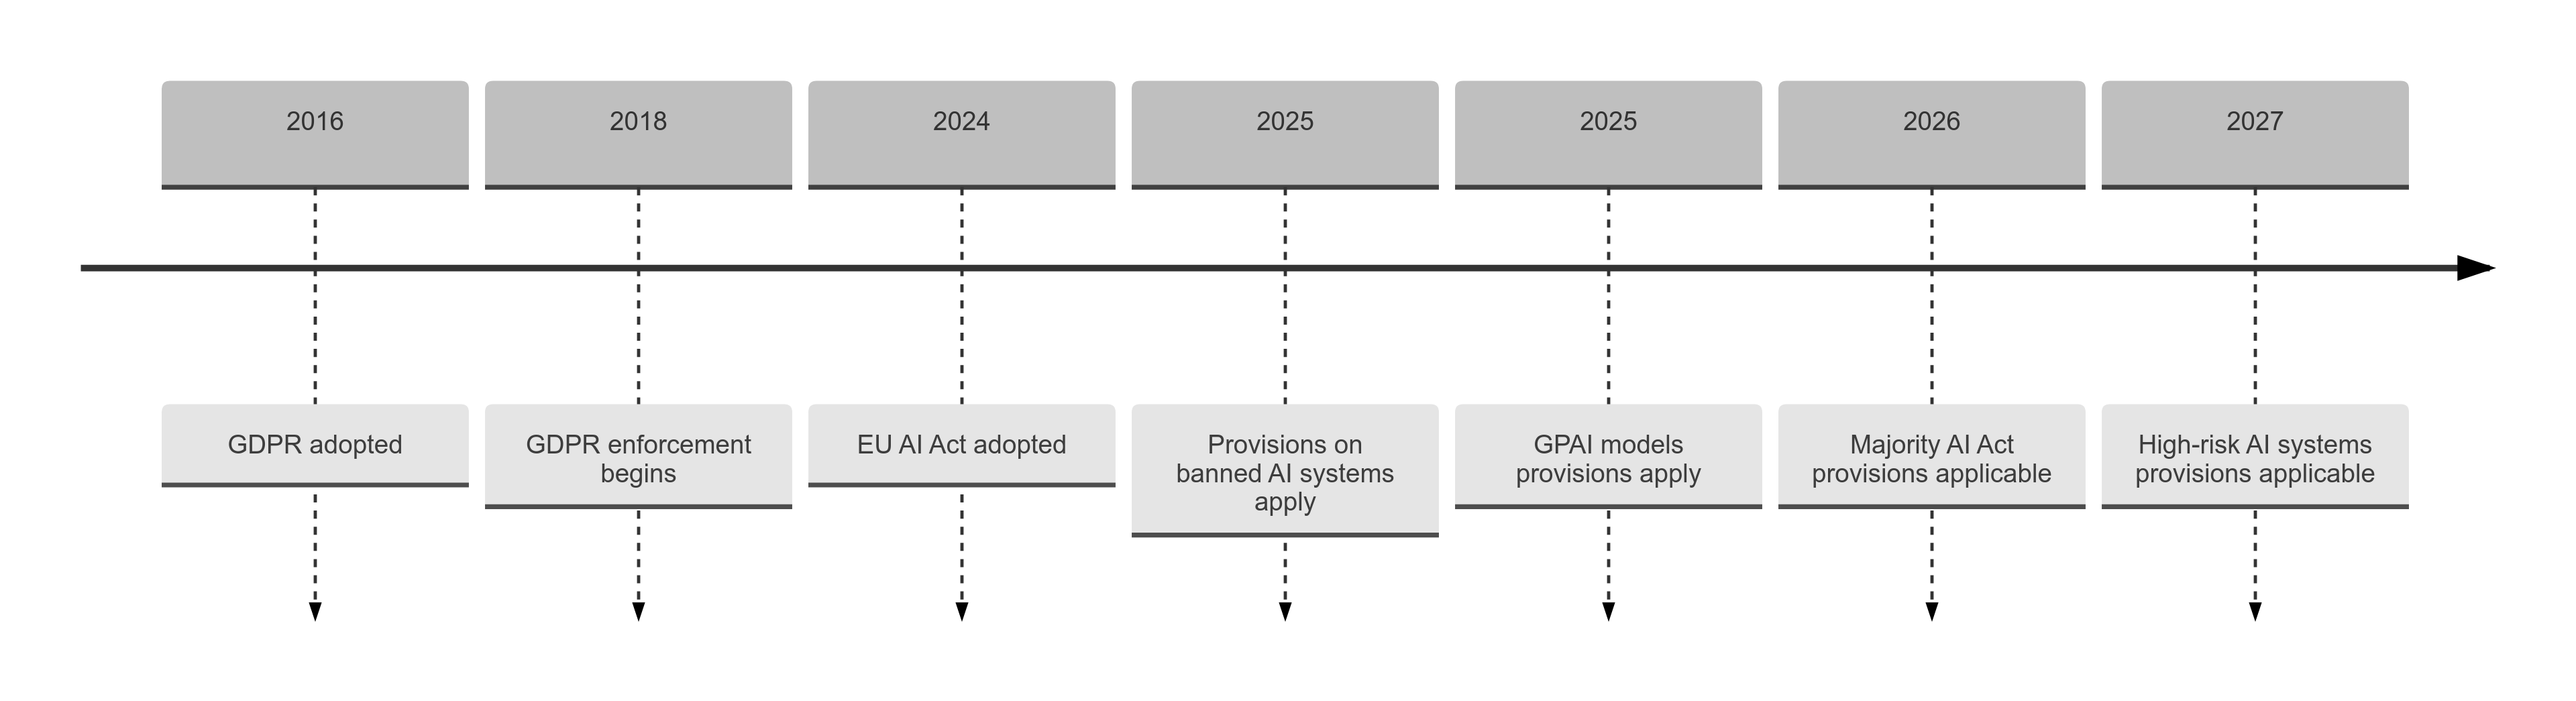 2016
2018
2024
2025
2025
2026
2027
GDPR adopted
GDPR enforcement
begins
EU AI Act adopted
Provisions on
banned AI systems
apply
GPAI models
provisions apply
Majority AI Act
provisions applicable
High-risk AI systems
provisions applicable